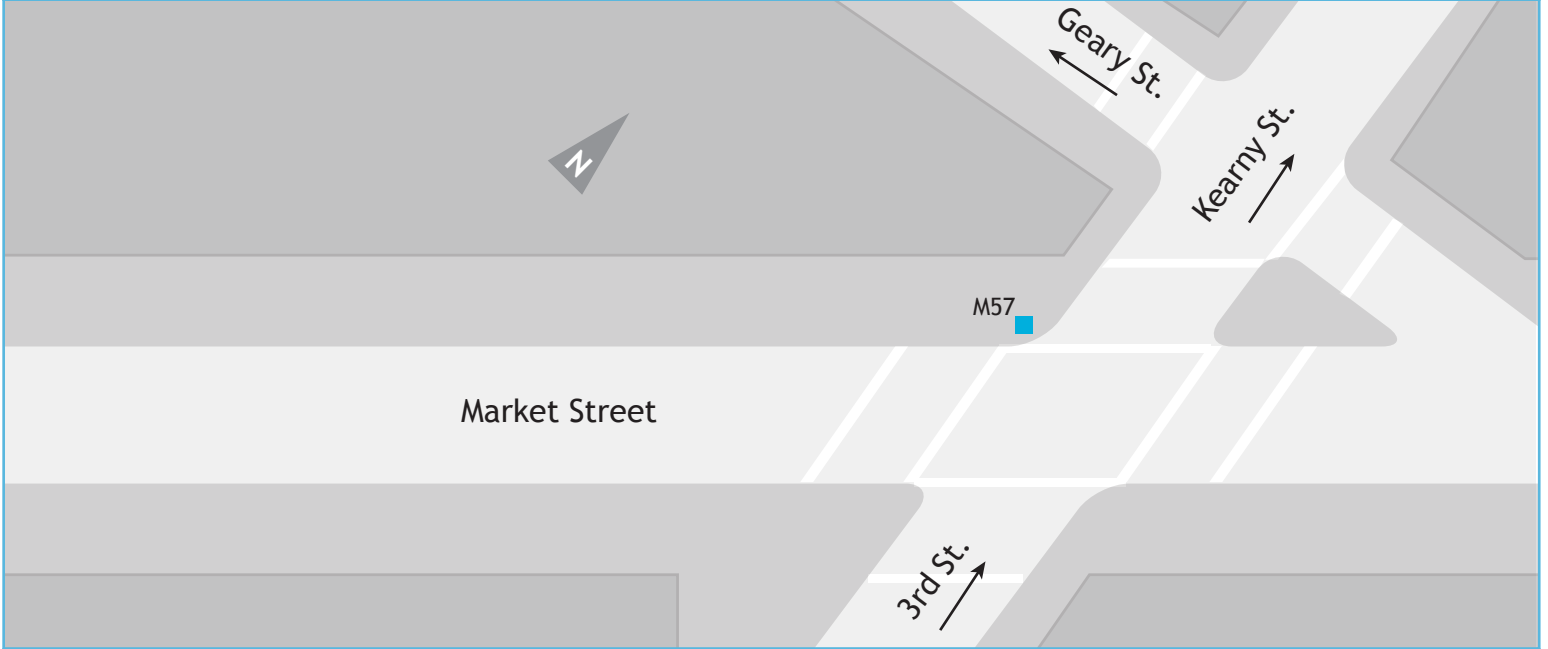 Geary St.
Kearny St.
N
M57
Market Street
3rd St.